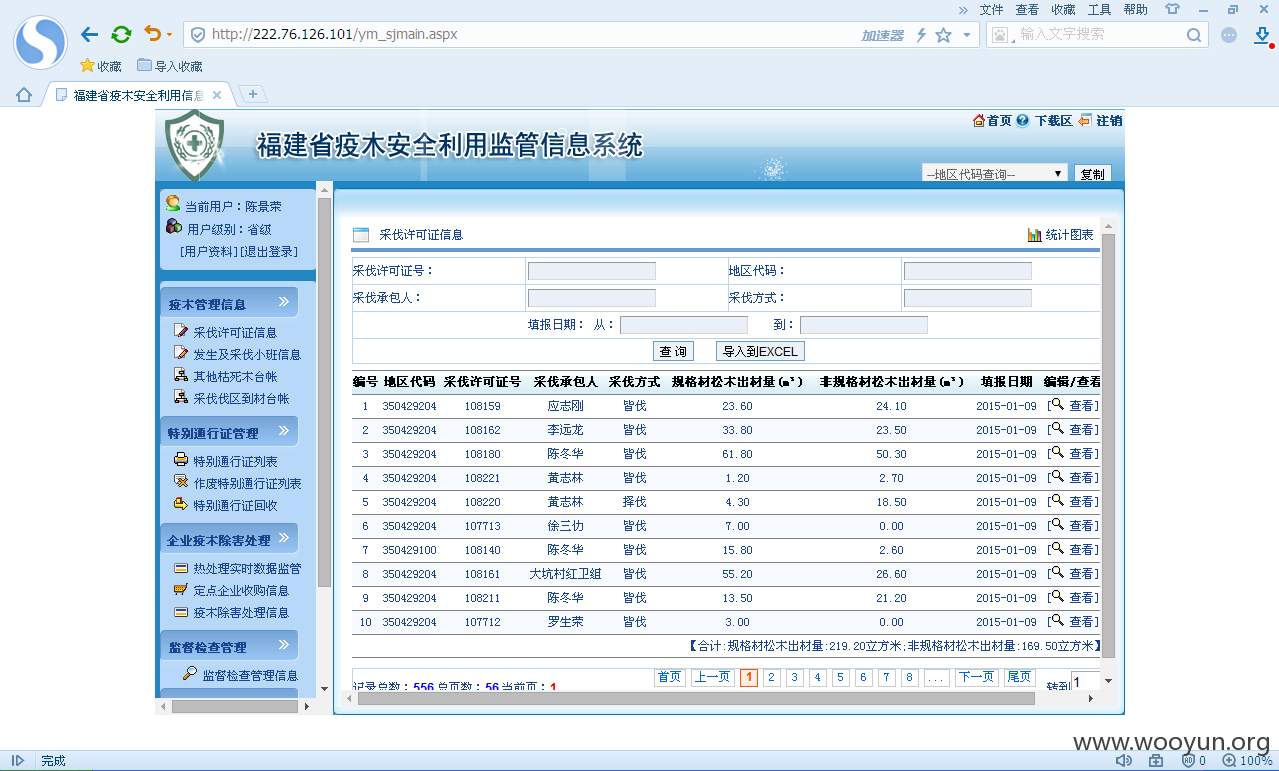 » 文件 查看 收藏 工具 帮助
http://222.76.126.101/ym_sjmain.aspx 加速器 输入文字搜索
收藏 导入收藏
福建省疫木安全利用信息
首页 下载区 注销
福建省疫木安全利用监管信息系统
--地区代码查询-- 复制
当前用户：陈景荣
用户级别：省级
[用户资料][退出登录]
疫木管理信息
采伐许可证信息
发生及采伐小班信息
其他枯死木台帐
采伐伐区到材台帐
特别通行证管理
特别通行证列表
作废特别通行证列表
特别通行证回收
企业疫木除害处理
热处理实时数据监管
定点企业收购信息
疫木除害处理信息
监督检查管理
监督检查管理信息
采伐许可证信息 统计图表
采伐许可证号： 地区代码：
采伐承包人： 采伐方式：
填报日期： 从： 到：
查询 导入到EXCEL
编号 地区代码 采伐许可证号 采伐承包人 采伐方式 规格材松木出材量(m³) 非规格材松木出材量(m³) 填报日期 编辑/查看
1 350429204 108159 应志刚 皆伐 23.60 24.10 2015-01-09 [查看]
2 350429204 108162 李远龙 皆伐 33.80 23.50 2015-01-09 [查看]
3 350429204 108180 陈冬华 皆伐 61.80 50.30 2015-01-09 [查看]
4 350429204 108221 黄志林 皆伐 1.20 2.70 2015-01-09 [查看]
5 350429204 108220 黄志林 择伐 4.30 18.50 2015-01-09 [查看]
6 350429204 107713 徐三 皆伐 7.00 0.00 2015-01-09 [查看]
7 350429100 108140 陈冬华 皆伐 15.80 2.60 2015-01-09 [查看]
8 350429204 108161 大坑村红卫组 皆伐 55.20 26.60 2015-01-09 [查看]
9 350429204 108211 陈冬华 皆伐 13.50 21.20 2015-01-09 [查看]
10 350429204 107712 罗生荣 皆伐 3.00 0.00 2015-01-09 [查看]
【合计:规格材松木出材量:219.20立方米;非规格材松木出材量:169.50立方米】
记录总数：556 总页数：56 当前页：1 首页 上一页 1 2 3 4 5 6 7 8 ... 下一页 尾页 转到 1
www.wooyun.org
完成 0 100%